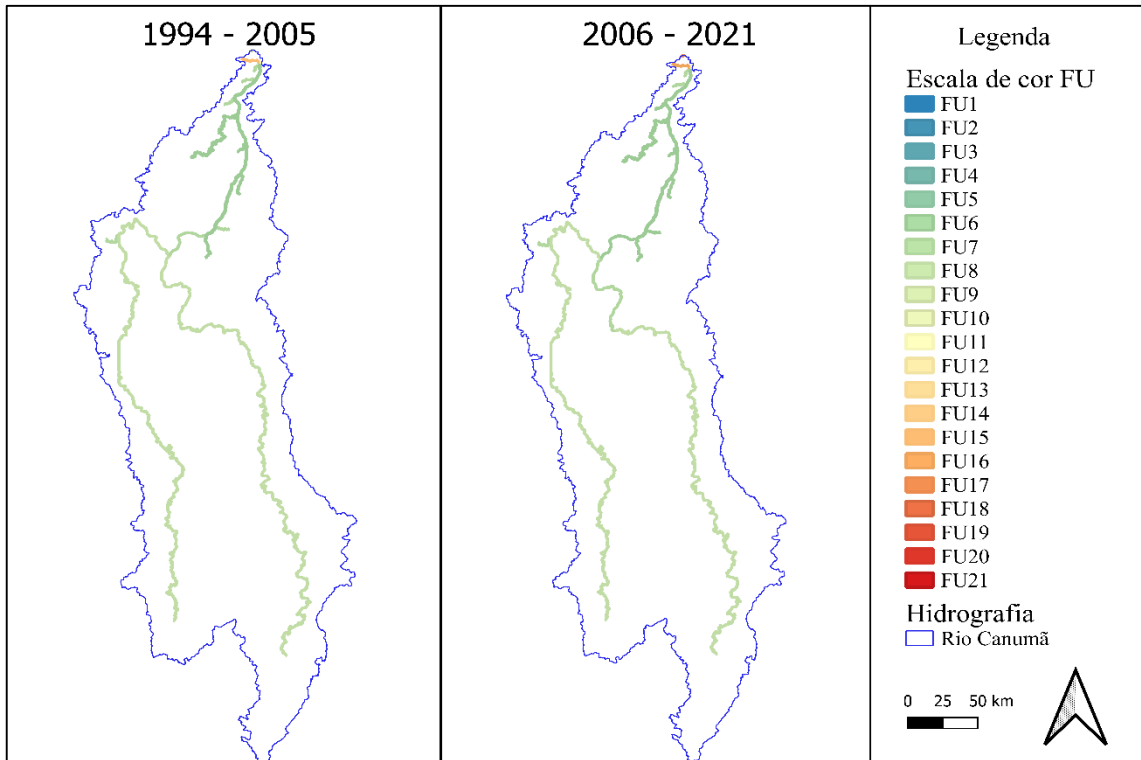 1994 - 2005
2006 - 2021
Legenda
Escala de cor FU
FU1
FU2
FU3
FU4
FU5
FU6
FU7
FU8
FU9
FU10
FU11
FU12
FU13
FU14
FU15
FU16
FU17
FU18
FU19
FU20
FU21
Hidrografia
Rio Canumã
0 25 50 km